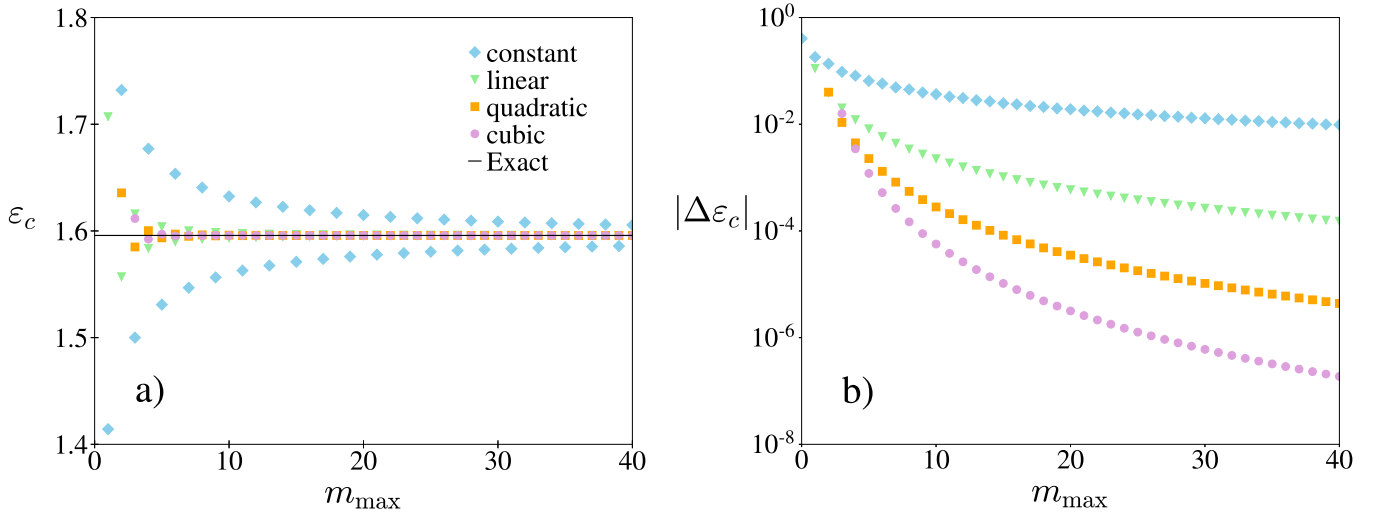 1.8
1.7
1.6
1.5
1.4
ε_c
constant
linear
quadratic
cubic
Exact
a)
0 10 20 30 40
m_max
10^0
10^-2
10^-4
10^-6
10^-8
|Δε_c|
b)
0 10 20 30 40
m_max